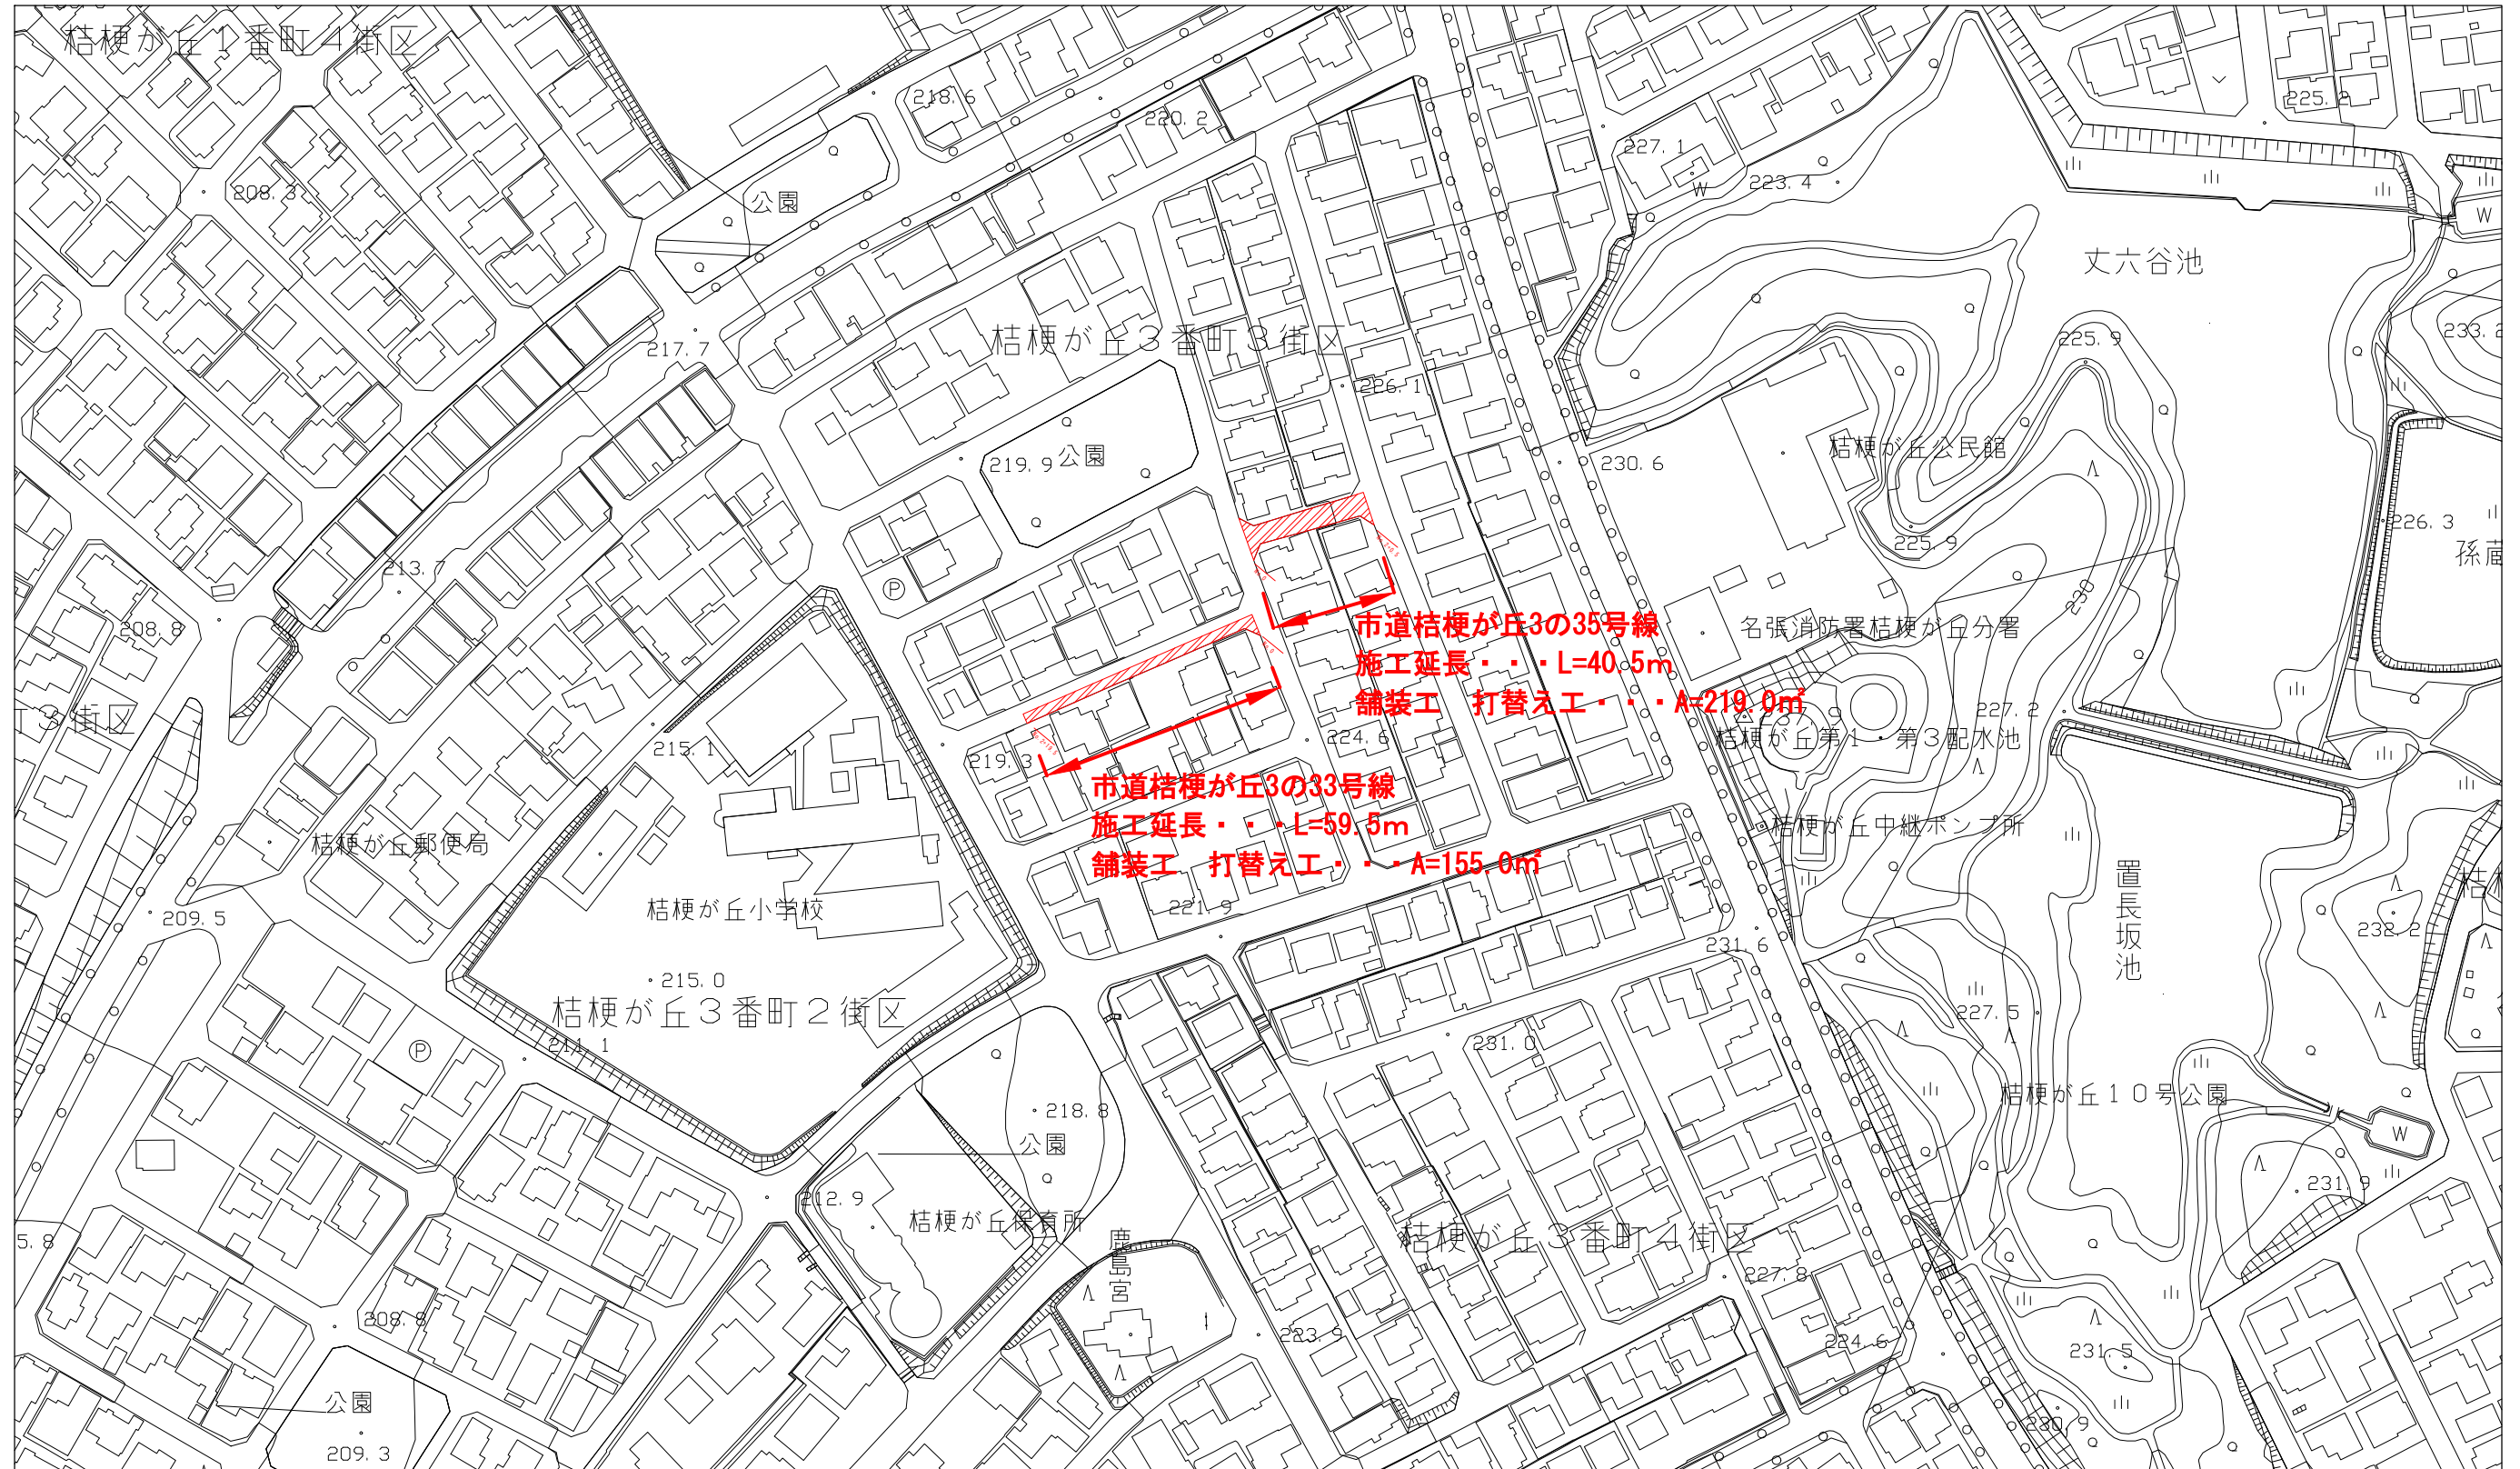 桔梗が丘1番町4街区
218.6
220.2
225.2
227.1
223.4
W
208.3
公園
W
丈六谷池
217.7
桔梗が丘3番町3街区
225.9
233.2
226.1
219.9
公園
230.6
桔梗が丘公民館
226.3
225.9
孫
213.7
P
230
208.8
市道桔梗が丘3の35号線
施工延長・・・L=40.5m
舗装工 打替え工・・・A=219.0㎡
名張消防署桔梗が丘分署
町3街区
215.1
219.3
224.6
237.9
227.2
桔梗が丘第1・第3配水池
市道桔梗が丘3の33号線
施工延長・・・L=59.5m
舗装工 打替え工・・・A=155.0㎡
桔梗が丘郵便局
桔梗が丘中継ポンプ所
置長坂池
桔梗が丘小学校
209.5
221.9
232.2
231.6
215.0
桔梗が丘3番町2街区
227.5
211.1
P
231.0
桔梗が丘10号公園
218.8
公園
W
212.9
231.9
桔梗が丘保育所
鹿島宮
桔梗が丘3番町4街区
5.8
227.8
208.8
223.9
224.6
231.5
公園
209.3
230.9